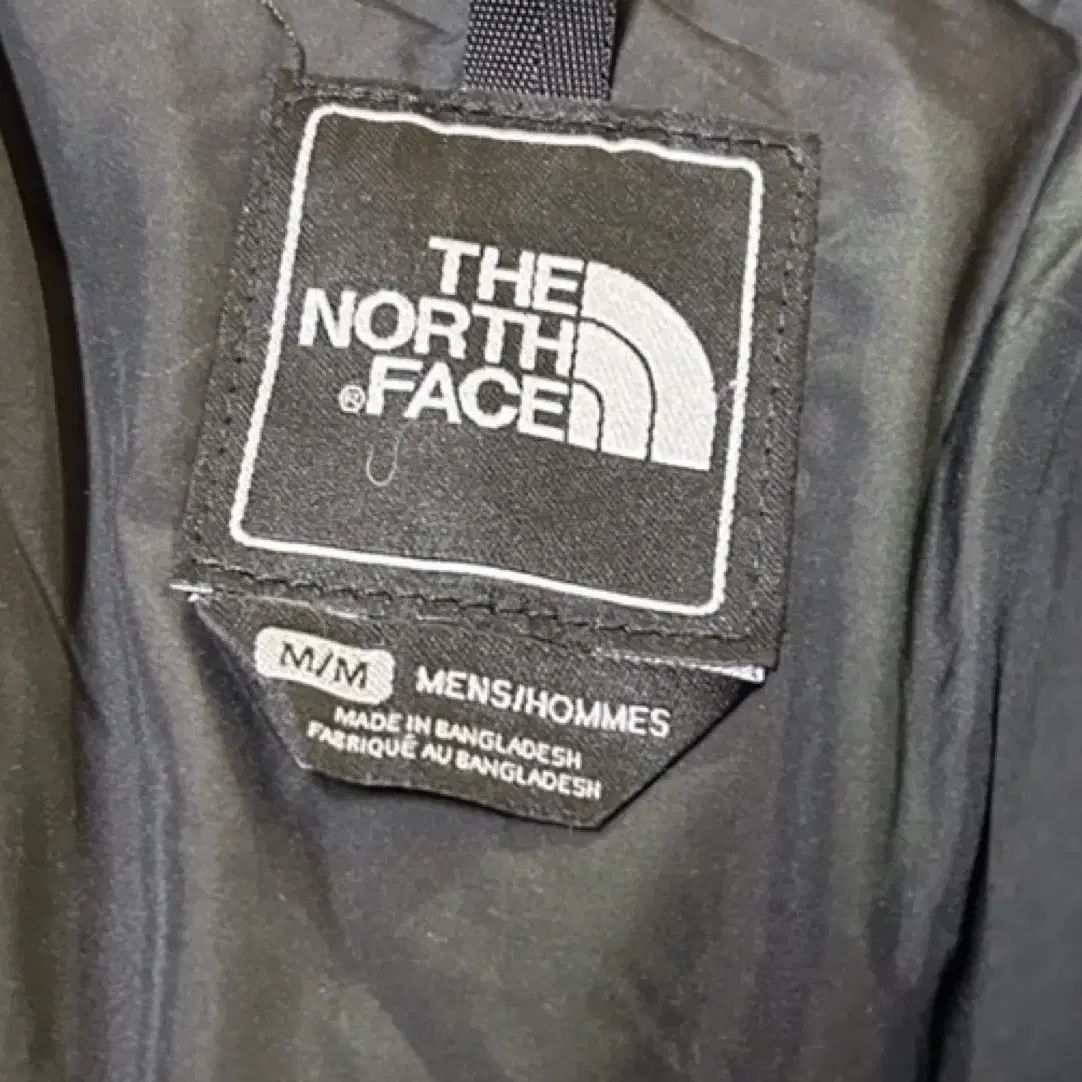 THE
NORTH
®FACE
M/M MENS/HOMMES
MADE IN BANGLADESH
FABRIQUÉ AU BANGLADESH